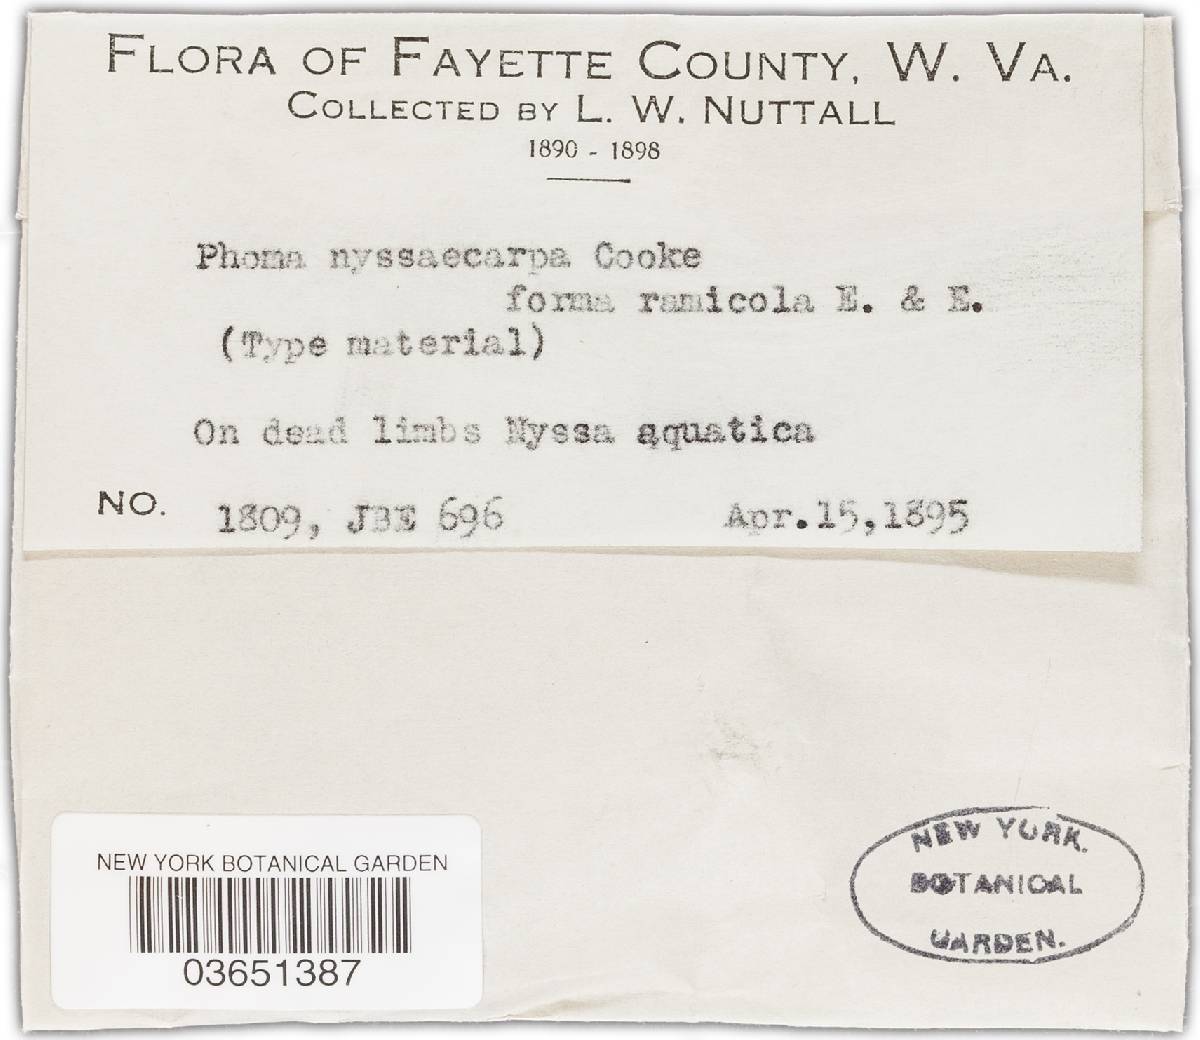 FLORA OF FAYETTE COUNTY, W. VA.
COLLECTED BY L. W. NUTTALL
1890 - 1898
Phoma nyssaecarpa Cooke
forma ramicola E. & E.
(Type material)
On dead limbs Nyssa aquatica
NO. 1809, JBE 696 Apr.15,1895
NEW YORK BOTANICAL GARDEN
03651387
NEW YORK.
BOTANICAL
GARDEN.